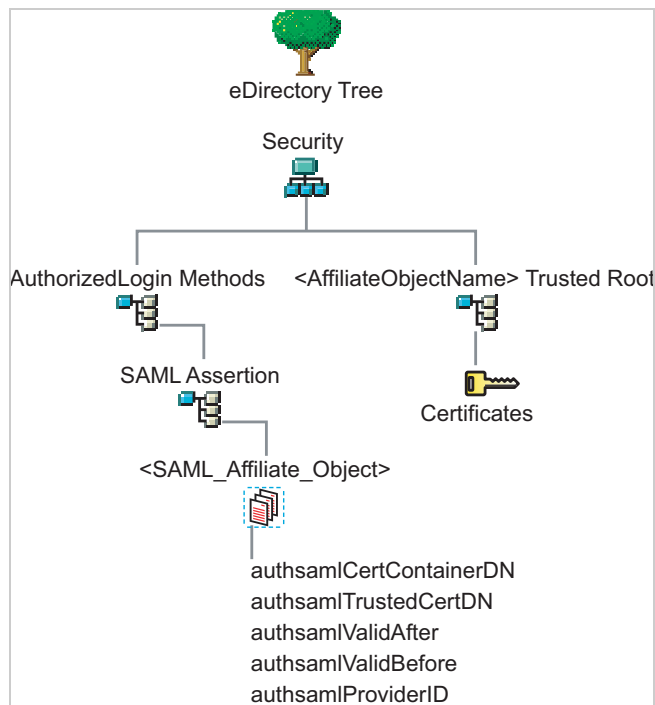 eDirectory Tree
Security
AuthorizedLogin Methods
<AffiliateObjectName> Trusted Root
SAML Assertion
Certificates
<SAML_Affiliate_Object>
authsamlCertContainerDN
authsamlTrustedCertDN
authsamlValidAfter
authsamlValidBefore
authsamlProviderID